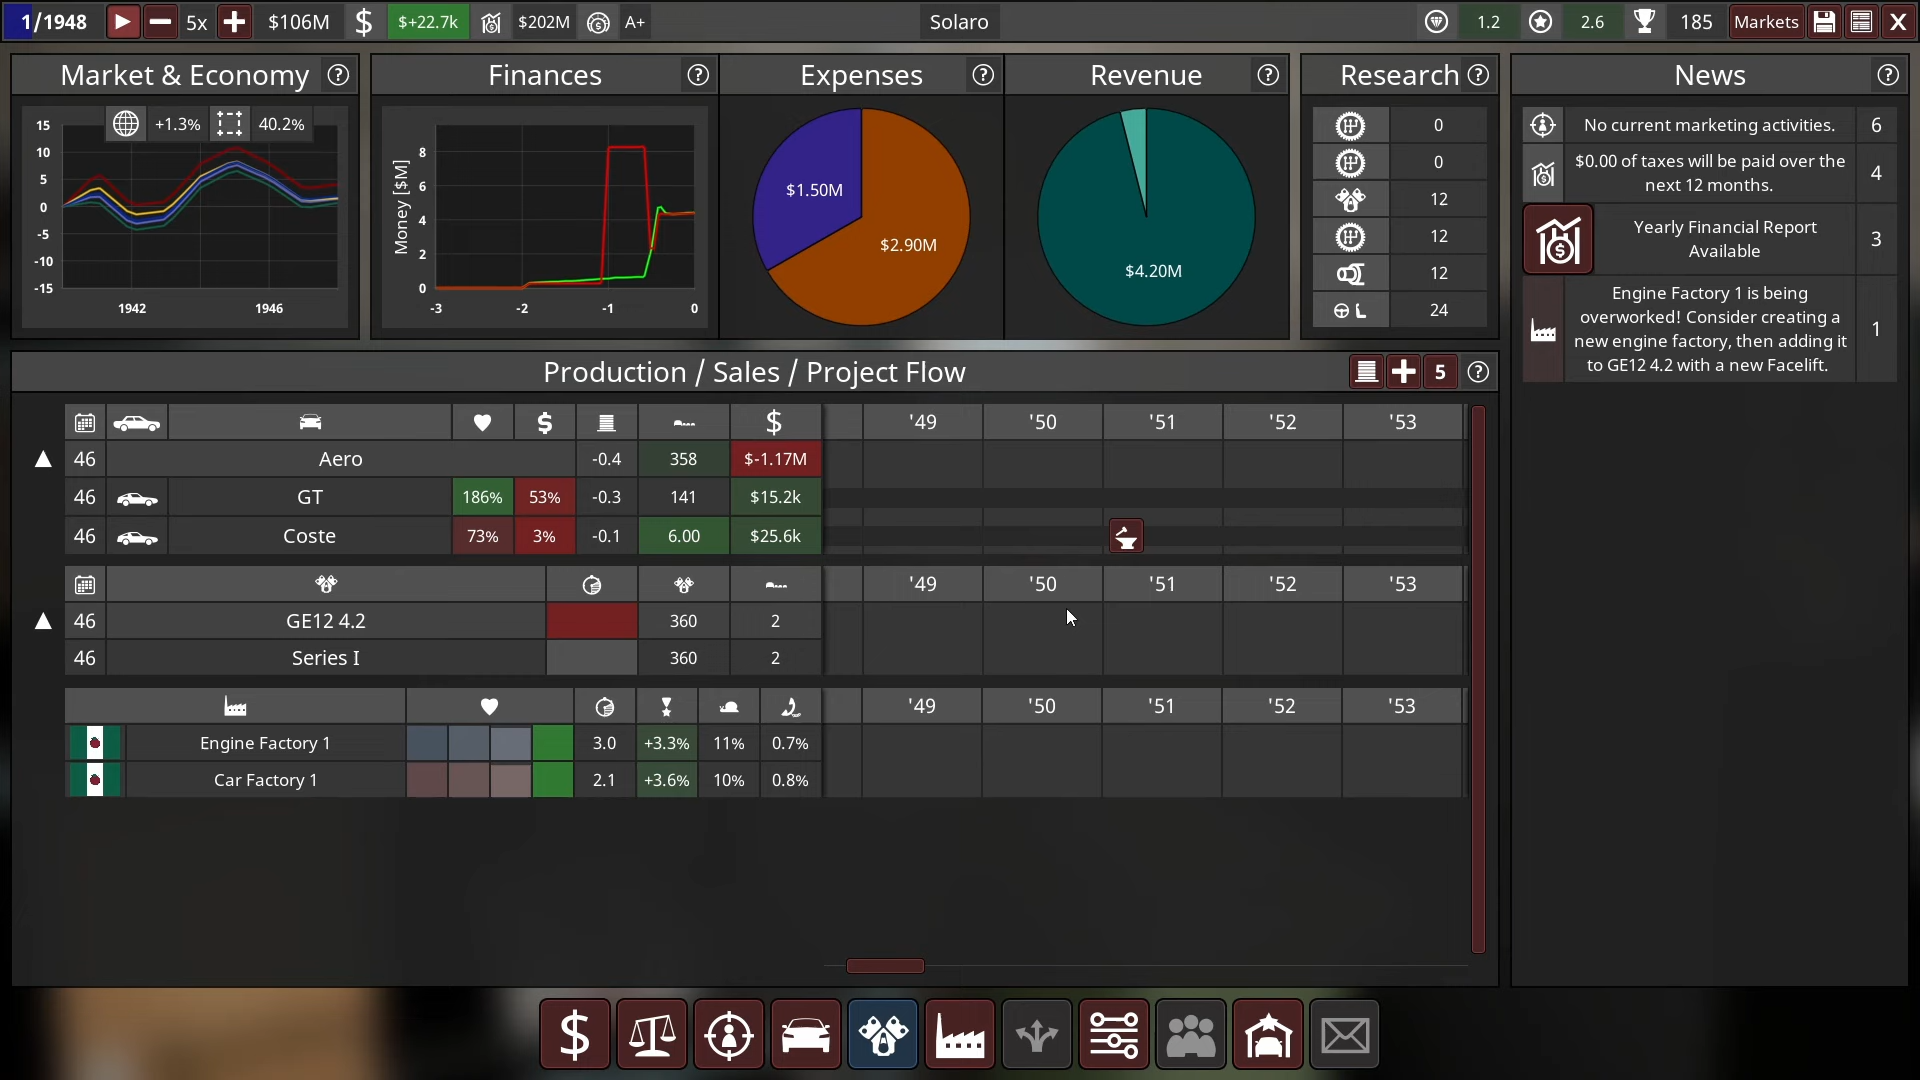 1/1948 5x $106M $ $+22.7k $202M A+ Solaro 1.2 2.6 185 Markets X
Market & Economy ?
+1.3% 40.2%
15
10
5
0
-5
-10
-15
1942 1946
Finances ?
Money [$M]
8
6
4
2
0
-3 -2 -1 0
Expenses ?
$1.50M
$2.90M
Revenue ?
$4.20M
Research ?
0
0
12
12
12
24
News ?
No current marketing activities. 6
$0.00 of taxes will be paid over the
next 12 months.
4
Yearly Financial Report
Available
3
Engine Factory 1 is being
overworked! Consider creating a
new engine factory, then adding it
to GE12 4.2 with a new Facelift.
1
Production / Sales / Project Flow 5 ?
$ $ '49 '50 '51 '52 '53
46 Aero -0.4 358 $-1.17M
46 GT 186% 53% -0.3 141 $15.2k
46 Coste 73% 3% -0.1 6.00 $25.6k
'49 '50 '51 '52 '53
46 GE12 4.2 360 2
46 Series I 360 2
'49 '50 '51 '52 '53
Engine Factory 1 3.0 +3.3% 11% 0.7%
Car Factory 1 2.1 +3.6% 10% 0.8%
$